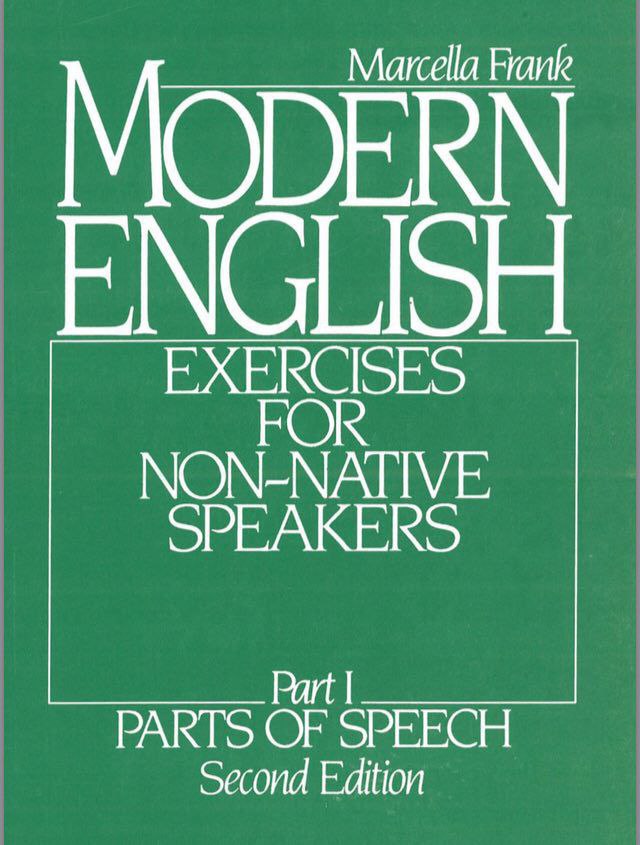 Marcella Frank
MODERN
ENGLISH
EXERCISES
FOR
NON-NATIVE
SPEAKERS
Part I
PARTS OF SPEECH
Second Edition